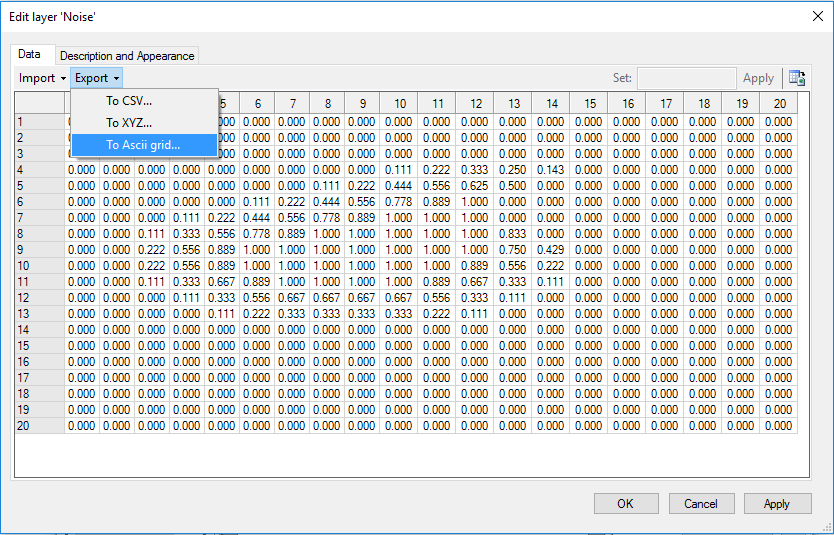 Edit layer 'Noise'
Data Description and Appearance
Import Export Set: Apply
To CSV...
To XYZ...
To Ascii grid...
5 6 7 8 9 10 11 12 13 14 15 16 17 18 19 20
1 0.000 0.000 0.000 0.000 0.000 0.000 0.000 0.000 0.000 0.000 0.000 0.000 0.000 0.000 0.000
2 0.000 0.000 0.000 0.000 0.000 0.000 0.000 0.000 0.000 0.000 0.000 0.000 0.000 0.000 0.000
3 0.000 0.000 0.000 0.000 0.000 0.000 0.000 0.000 0.000 0.000 0.000 0.000 0.000 0.000 0.000
4 0.000 0.000 0.000 0.000 0.000 0.000 0.000 0.000 0.000 0.111 0.222 0.333 0.250 0.143 0.000 0.000 0.000 0.000 0.000 0.000
5 0.000 0.000 0.000 0.000 0.000 0.000 0.000 0.111 0.222 0.444 0.556 0.625 0.500 0.000 0.000 0.000 0.000 0.000 0.000 0.000
6 0.000 0.000 0.000 0.000 0.000 0.111 0.222 0.444 0.556 0.778 0.889 1.000 0.000 0.000 0.000 0.000 0.000 0.000 0.000 0.000
7 0.000 0.000 0.000 0.111 0.222 0.444 0.556 0.778 0.889 1.000 1.000 1.000 0.000 0.000 0.000 0.000 0.000 0.000 0.000 0.000
8 0.000 0.000 0.111 0.333 0.556 0.778 0.889 1.000 1.000 1.000 1.000 1.000 0.833 0.000 0.000 0.000 0.000 0.000 0.000 0.000
9 0.000 0.000 0.222 0.556 0.889 1.000 1.000 1.000 1.000 1.000 1.000 1.000 0.750 0.429 0.000 0.000 0.000 0.000 0.000 0.000
10 0.000 0.000 0.222 0.556 0.889 1.000 1.000 1.000 1.000 1.000 1.000 0.889 0.556 0.222 0.000 0.000 0.000 0.000 0.000 0.000
11 0.000 0.000 0.111 0.333 0.667 0.889 1.000 1.000 1.000 1.000 0.889 0.667 0.333 0.111 0.000 0.000 0.000 0.000 0.000 0.000
12 0.000 0.000 0.000 0.111 0.333 0.556 0.667 0.667 0.667 0.667 0.556 0.333 0.111 0.000 0.000 0.000 0.000 0.000 0.000 0.000
13 0.000 0.000 0.000 0.000 0.111 0.222 0.333 0.333 0.333 0.333 0.222 0.111 0.000 0.000 0.000 0.000 0.000 0.000 0.000 0.000
14 0.000 0.000 0.000 0.000 0.000 0.000 0.000 0.000 0.000 0.000 0.000 0.000 0.000 0.000 0.000 0.000 0.000 0.000 0.000 0.000
15 0.000 0.000 0.000 0.000 0.000 0.000 0.000 0.000 0.000 0.000 0.000 0.000 0.000 0.000 0.000 0.000 0.000 0.000 0.000 0.000
16 0.000 0.000 0.000 0.000 0.000 0.000 0.000 0.000 0.000 0.000 0.000 0.000 0.000 0.000 0.000 0.000 0.000 0.000 0.000 0.000
17 0.000 0.000 0.000 0.000 0.000 0.000 0.000 0.000 0.000 0.000 0.000 0.000 0.000 0.000 0.000 0.000 0.000 0.000 0.000 0.000
18 0.000 0.000 0.000 0.000 0.000 0.000 0.000 0.000 0.000 0.000 0.000 0.000 0.000 0.000 0.000 0.000 0.000 0.000 0.000 0.000
19 0.000 0.000 0.000 0.000 0.000 0.000 0.000 0.000 0.000 0.000 0.000 0.000 0.000 0.000 0.000 0.000 0.000 0.000 0.000 0.000
20 0.000 0.000 0.000 0.000 0.000 0.000 0.000 0.000 0.000 0.000 0.000 0.000 0.000 0.000 0.000 0.000 0.000 0.000 0.000 0.000
OK Cancel Apply